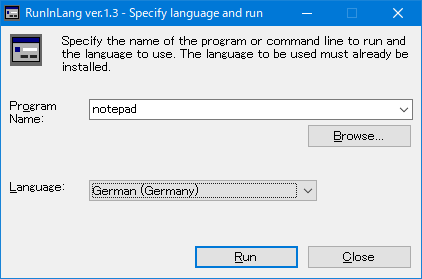 RunInLang ver.1.3 - Specify language and run
Specify the name of the program or command line to run and
the language to use. The language to be used must already be
installed.
Program
Name:
notepad
Browse...
Language:
German (Germany)
Run
Close